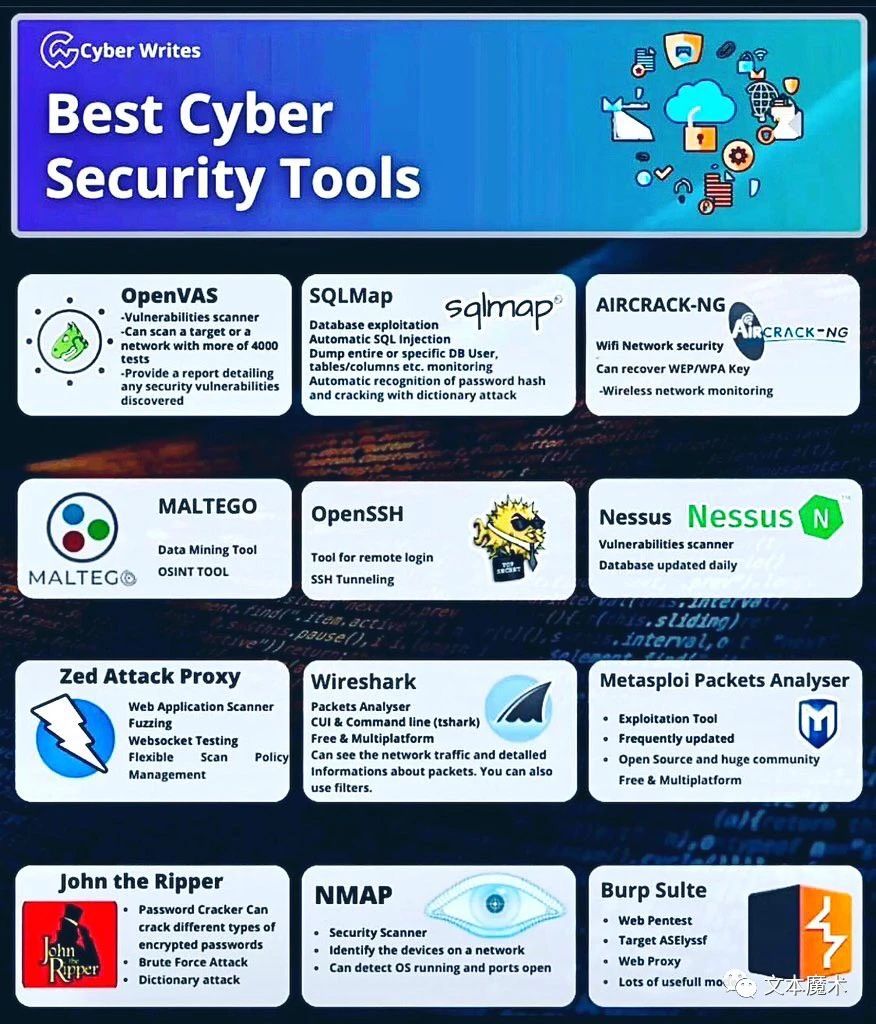 Cyber Writes
Best Cyber
Security Tools
OpenVAS
-Vulnerabilities scanner
-Can scan a target or a
network with more of 4000
tests
-Provide a report detailing
any security vulnerabilities
discovered
SQLMap
sqlmap
Database exploitation
Automatic SQL Injection
Dump entire or specific DB User,
tables/columns etc. monitoring
Automatic recognition of password hash
and cracking with dictionary attack
AIRCRACK-NG
AIRCRACK-NG
Wifi Network security
Can recover WEP/WPA Key
-Wireless network monitoring
MALTEGO
MALTEGO
Data Mining Tool
OSINT TOOL
OpenSSH
Tool for remote login
SSH Tunneling
TOP
SECRET
Nessus
Nessus N
Vulnerabilities scanner
Database updated daily
Zed Attack Proxy
Web Application Scanner
Fuzzing
Websocket Testing
Flexible Scan Policy
Management
Wireshark
Packets Analyser
CUI & Command line (tshark)
Free & Multiplatform
Can see the network traffic and detailed
Informations about packets. You can also
use filters.
Metasploi Packets Analyser
• Exploitation Tool
• Frequently updated
• Open Source and huge community
Free & Multiplatform
John the Ripper
John
the
Ripper
• Password Cracker Can
crack different types of
encrypted passwords
• Brute Force Attack
• Dictionary attack
NMAP
• Security Scanner
• Identify the devices on a network
• Can detect OS running and ports open
Burp Sulte
• Web Pentest
• Target ASElyssf
• Web Proxy
• Lots of usefull
文本魔术